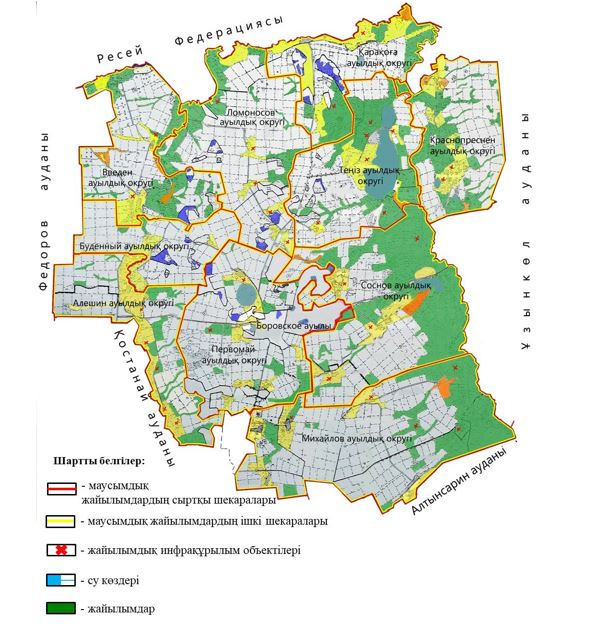 Ресей Федерациясы
Қарақоға
ауылдық округі
Ломоносов
ауылдық округі
Краснопреснен
ауылдық округі
Теңіз ауылдық
округі
Введен
ауылдық округі
Федоров ауданы
Ұзынкөл ауданы
Буденный ауылдық округі
Алешин ауылдық округі
Соснов ауылдық
округі
Боровское ауылы
Первомай
ауылдық округі
Қостанай ауданы
Михайлов ауылдық округі
Алтынсарин ауданы
Шартты белгілер:
- маусымдық
жайылымдардың сыртқы шекаралары
- маусымдық жайылымдардың ішкі шекаралары
- жайылымдық инфрақұрылым объектілері
- су көздері
- жайылымдар